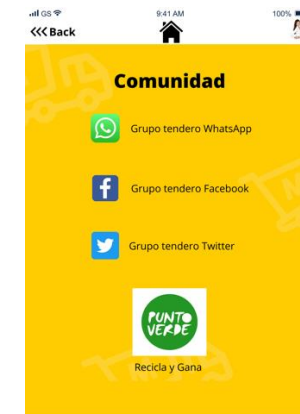 GS
9:41 AM
100%
<<< Back
Comunidad
Grupo tendero WhatsApp
Grupo tendero Facebook
Grupo tendero Twitter
PUNTO
VERDE
Recicla y Gana